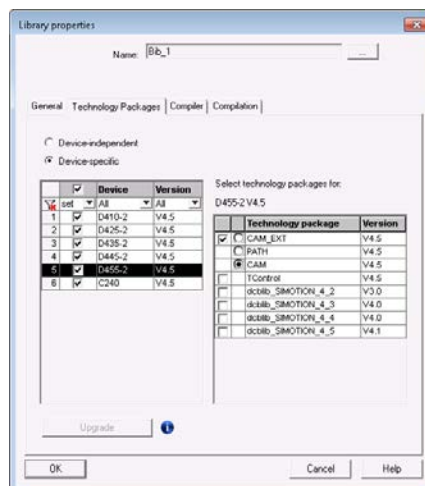 Library properties
Name: Bib_1 ...
General Technology Packages Compiler Compilation
Device-independent
Device-specific
Select technology packages for:
D455-2 V4.5
Device Version
set All All
1 D410-2 V4.5
2 D425-2 V4.5
3 D435-2 V4.5
4 D445-2 V4.5
5 D455-2 V4.5
6 C240 V4.5
Technology package Version
CAM_EXT V4.5
PATH V4.5
CAM V4.5
TControl V4.5
dcblib_SIMOTION_4_2 V3.0
dcblib_SIMOTION_4_3 V4.0
dcblib_SIMOTION_4_4 V4.0
dcblib_SIMOTION_4_5 V4.1
Upgrade i
OK Cancel Help